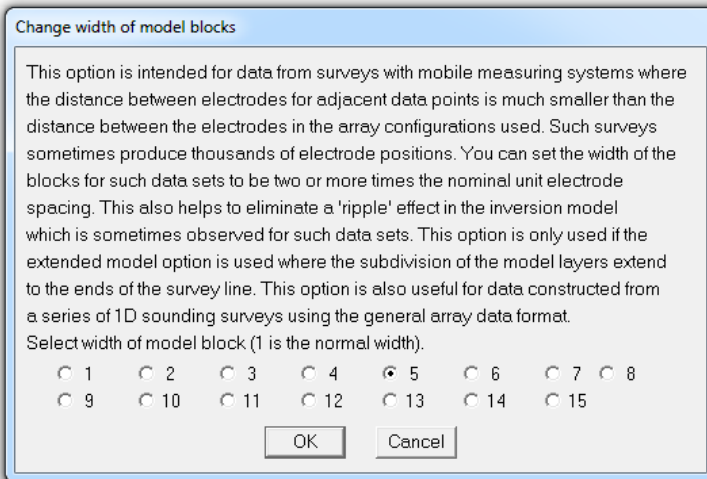 Change width of model blocks
This option is intended for data from surveys with mobile measuring systems where
the distance between electrodes for adjacent data points is much smaller than the
distance between the electrodes in the array configurations used. Such surveys
sometimes produce thousands of electrode positions. You can set the width of the
blocks for such data sets to be two or more times the nominal unit electrode
spacing. This also helps to eliminate a 'ripple' effect in the inversion model
which is sometimes observed for such data sets. This option is only used if the
extended model option is used where the subdivision of the model layers extend
to the ends of the survey line. This option is also useful for data constructed from
a series of 1D sounding surveys using the general array data format.
Select width of model block (1 is the normal width).
1 2 3 4 5 6 7 8
9 10 11 12 13 14 15
OK Cancel